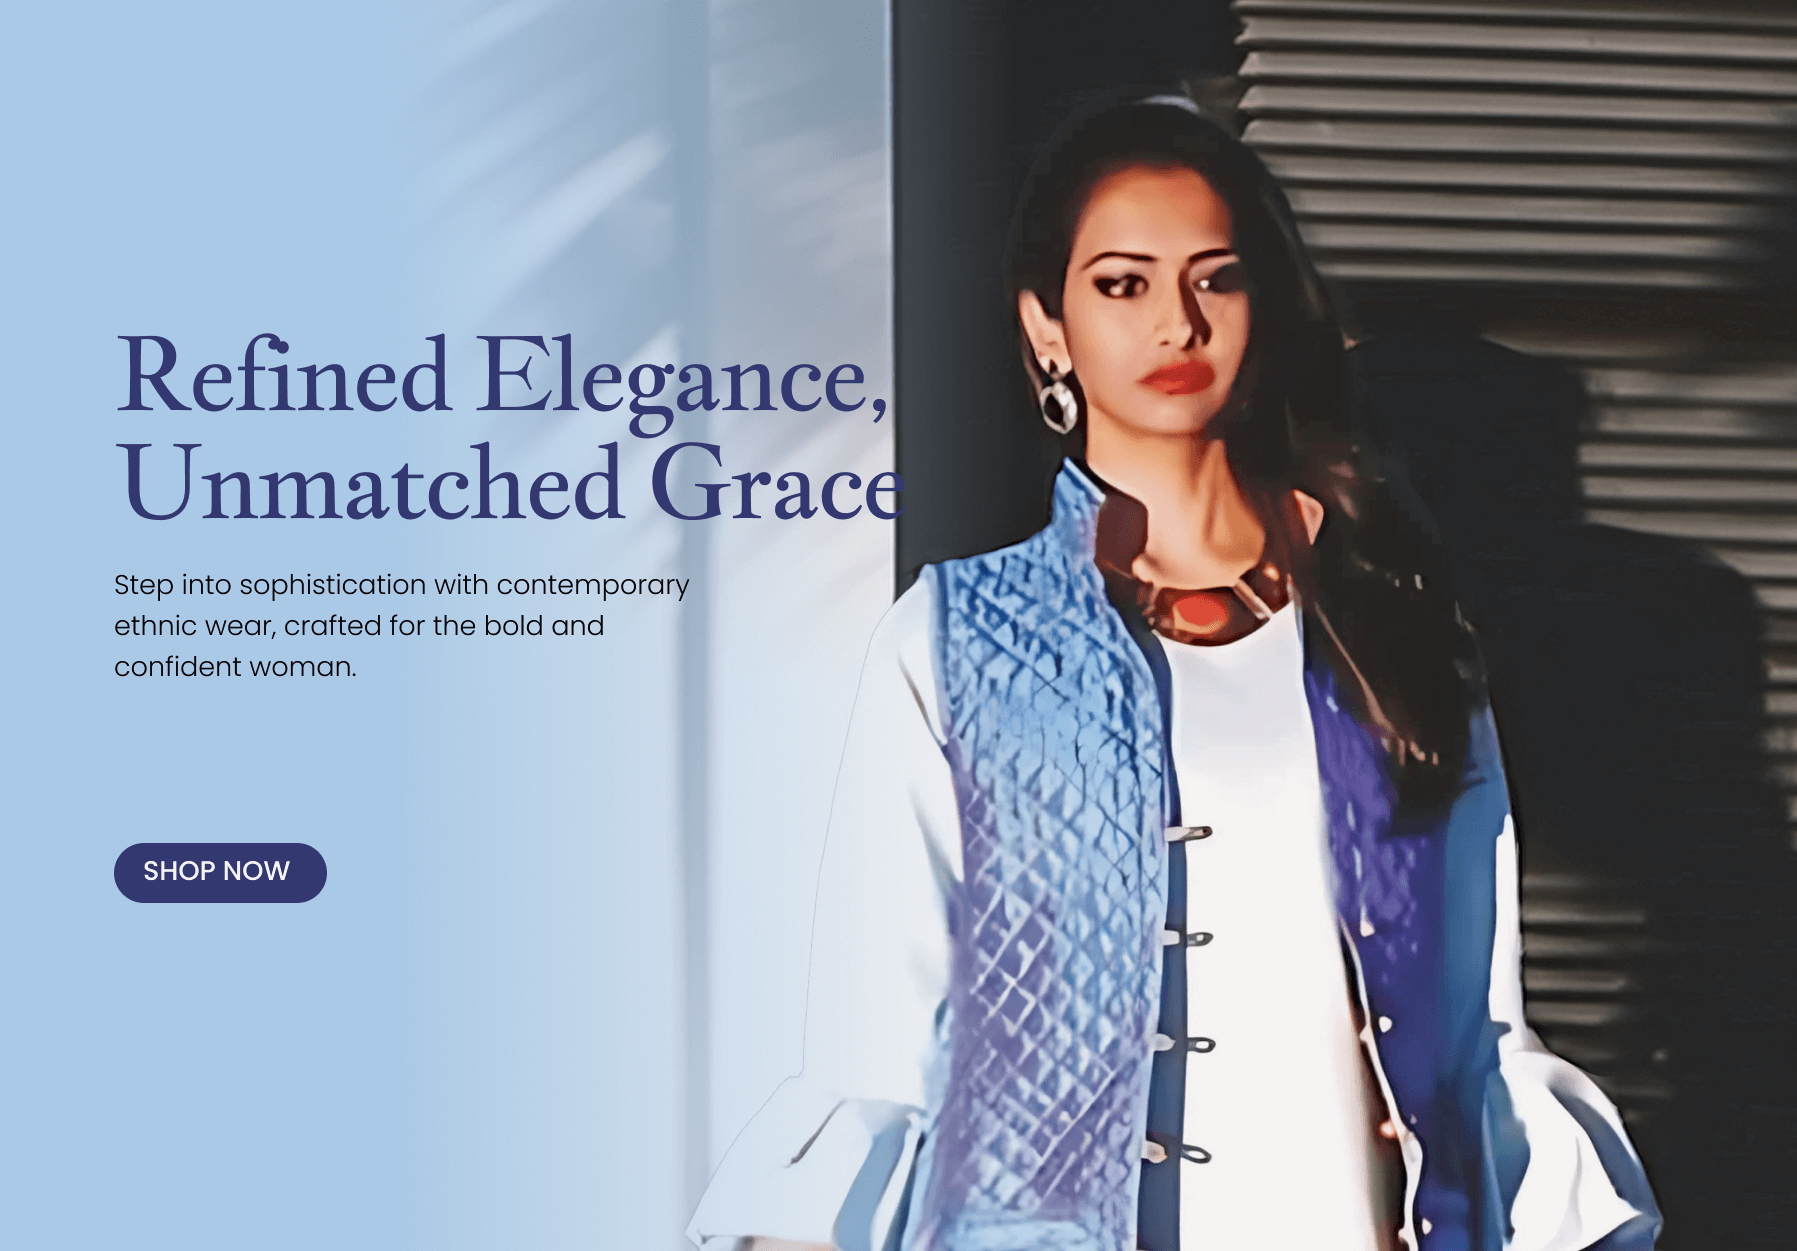 Refined Elegance,
Unmatched Grace
Step into sophistication with contemporary
ethnic wear, crafted for the bold and
confident woman.
SHOP NOW